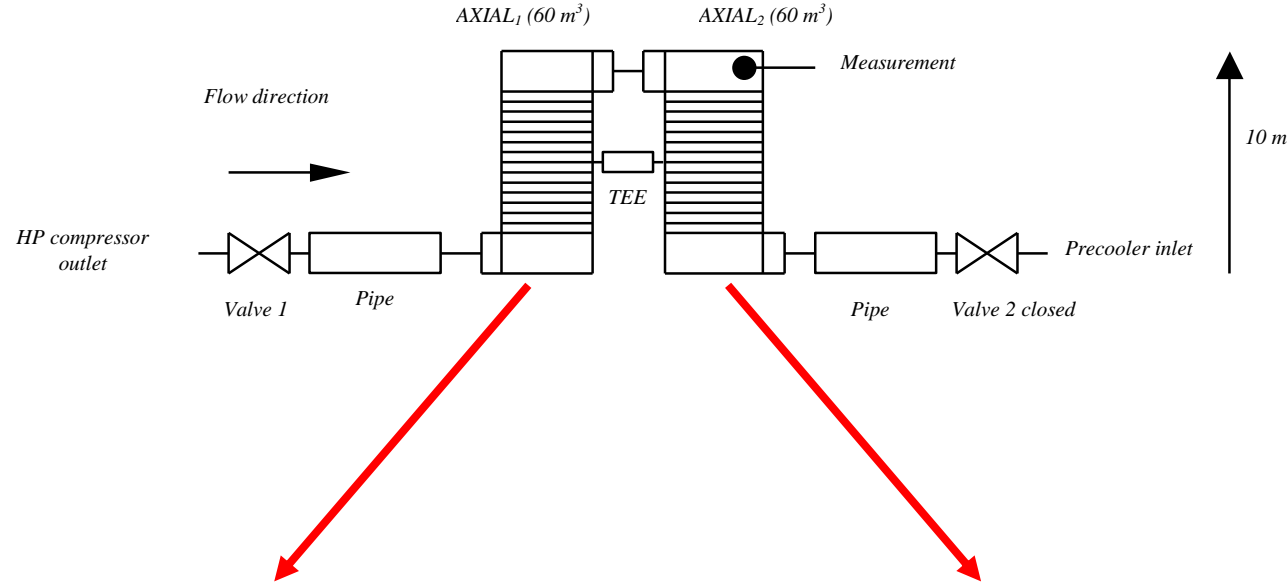 AXIAL₁ (60 m³)
AXIAL₂ (60 m³)
Measurement
Flow direction
10 m
TEE
HP compressor
outlet
Precooler inlet
Valve 1
Pipe
Pipe
Valve 2 closed